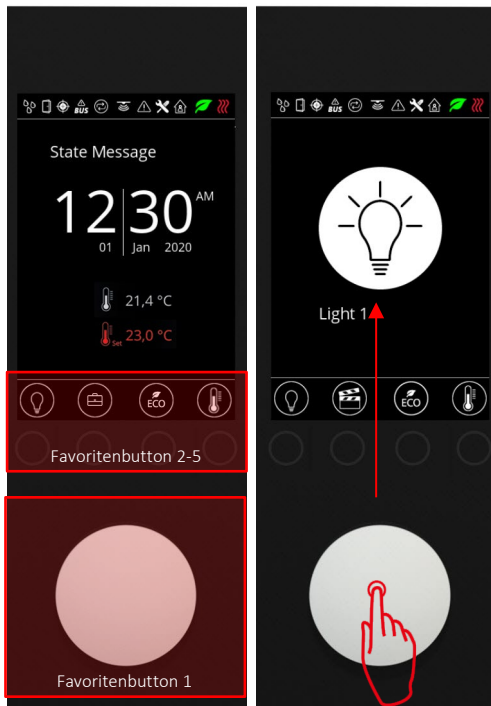 BUS
State Message
12 30 AM
01 Jan 2020
21,4 °C
Set 23,0 °C
ECO
Favoritenbutton 2-5
Favoritenbutton 1
BUS
Light 1
ECO